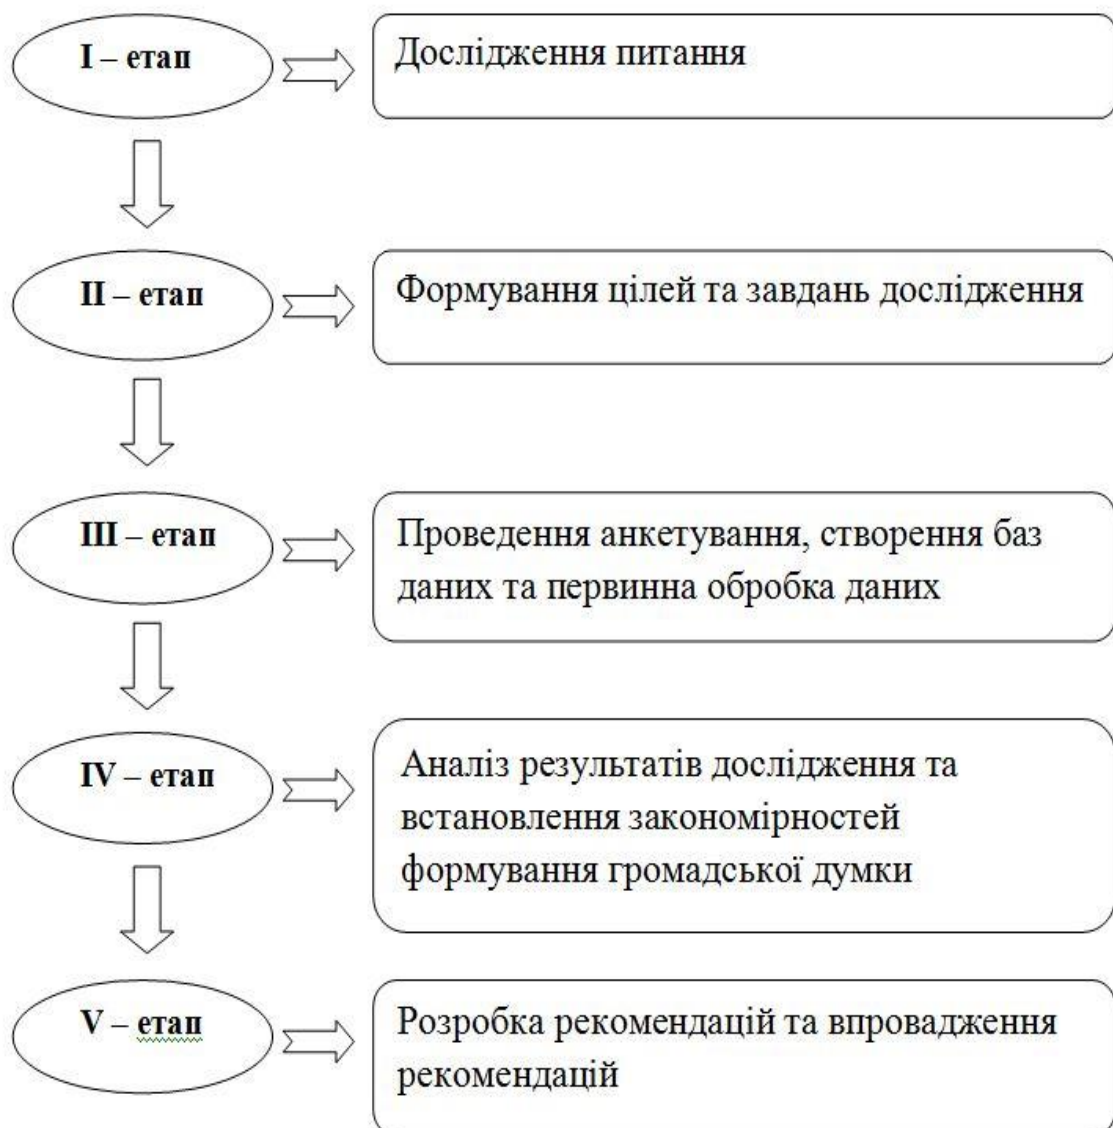 I – етап
Дослідження питання
II – етап
Формування цілей та завдань дослідження
III – етап
Проведення анкетування, створення баз
даних та первинна обробка даних
IV – етап
Аналіз результатів дослідження та
встановлення закономірностей
формування громадської думки
V – етап
Розробка рекомендацій та впровадження
рекомендацій